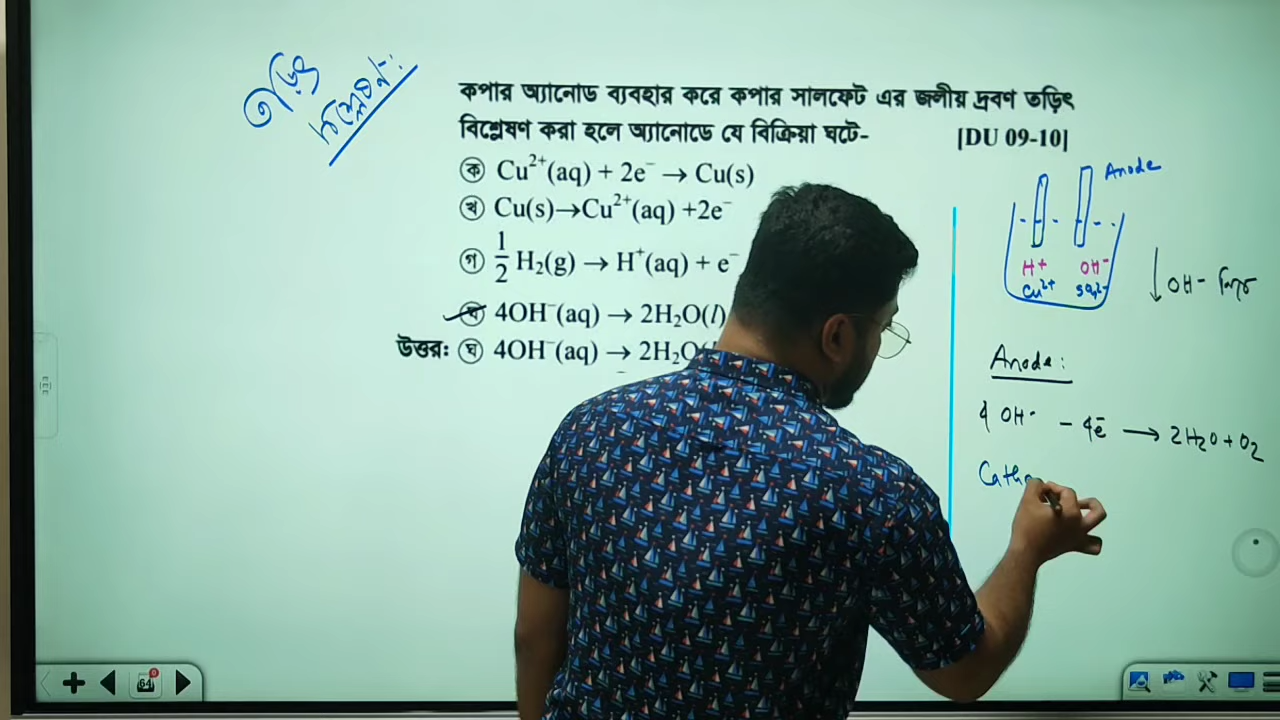 তড়িৎ
বিশ্লেষণ:
কপার অ্যানোড ব্যবহার করে কপার সালফেট এর জলীয় দ্রবণ তড়িৎ
বিশ্লেষণ করা হলে অ্যানোডে যে বিক্রিয়া ঘটে- [DU 09-10]
ক Cu²⁺(aq) + 2e⁻ → Cu(s)
খ Cu(s)→Cu²⁺(aq) +2e⁻
গ 1/2 H₂(g) → H⁺(aq) + e⁻
ঘ 4OH⁻(aq) → 2H₂O(l)
উত্তর: ঘ 4OH⁻(aq) → 2H₂O
Anode
H+ OH⁻
Cu²⁺ SO₄²⁻
OH⁻
Anode:
4 OH⁻ - 4e⁻ → 2H₂O + O₂
64